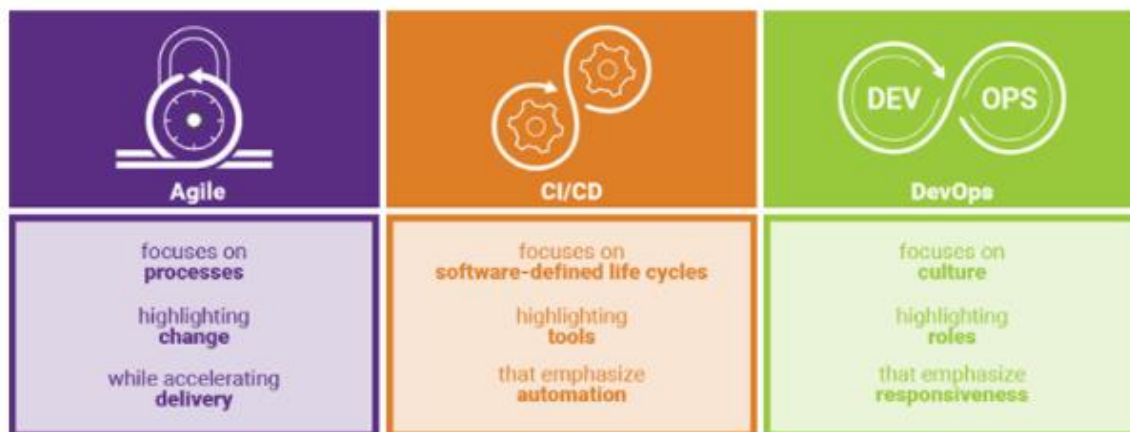 Agile
focuses on
processes
highlighting
change
while accelerating
delivery
CI/CD
focuses on
software-defined life cycles
highlighting
tools
that emphasize
automation
DEV OPS
DevOps
focuses on
culture
highlighting
roles
that emphasize
responsiveness